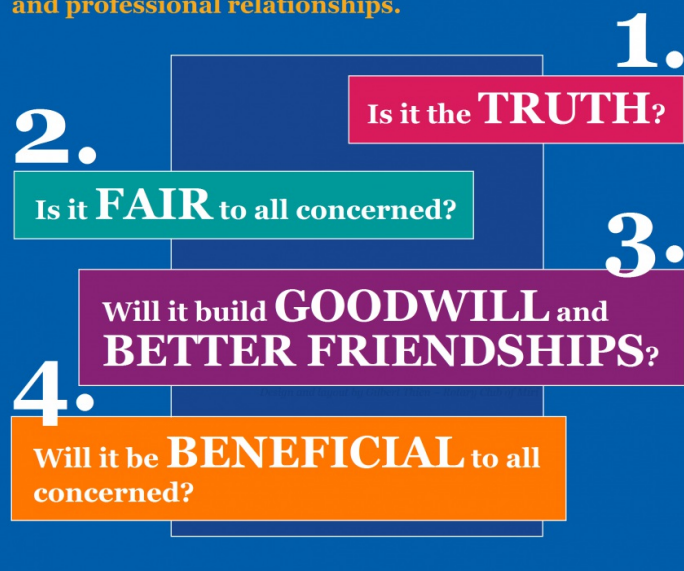 and professional relationships.
1.
Is it the TRUTH?
2.
Is it FAIR to all concerned?
3.
Will it build GOODWILL and
BETTER FRIENDSHIPS?
4.
Will it be BENEFICIAL to all
concerned?